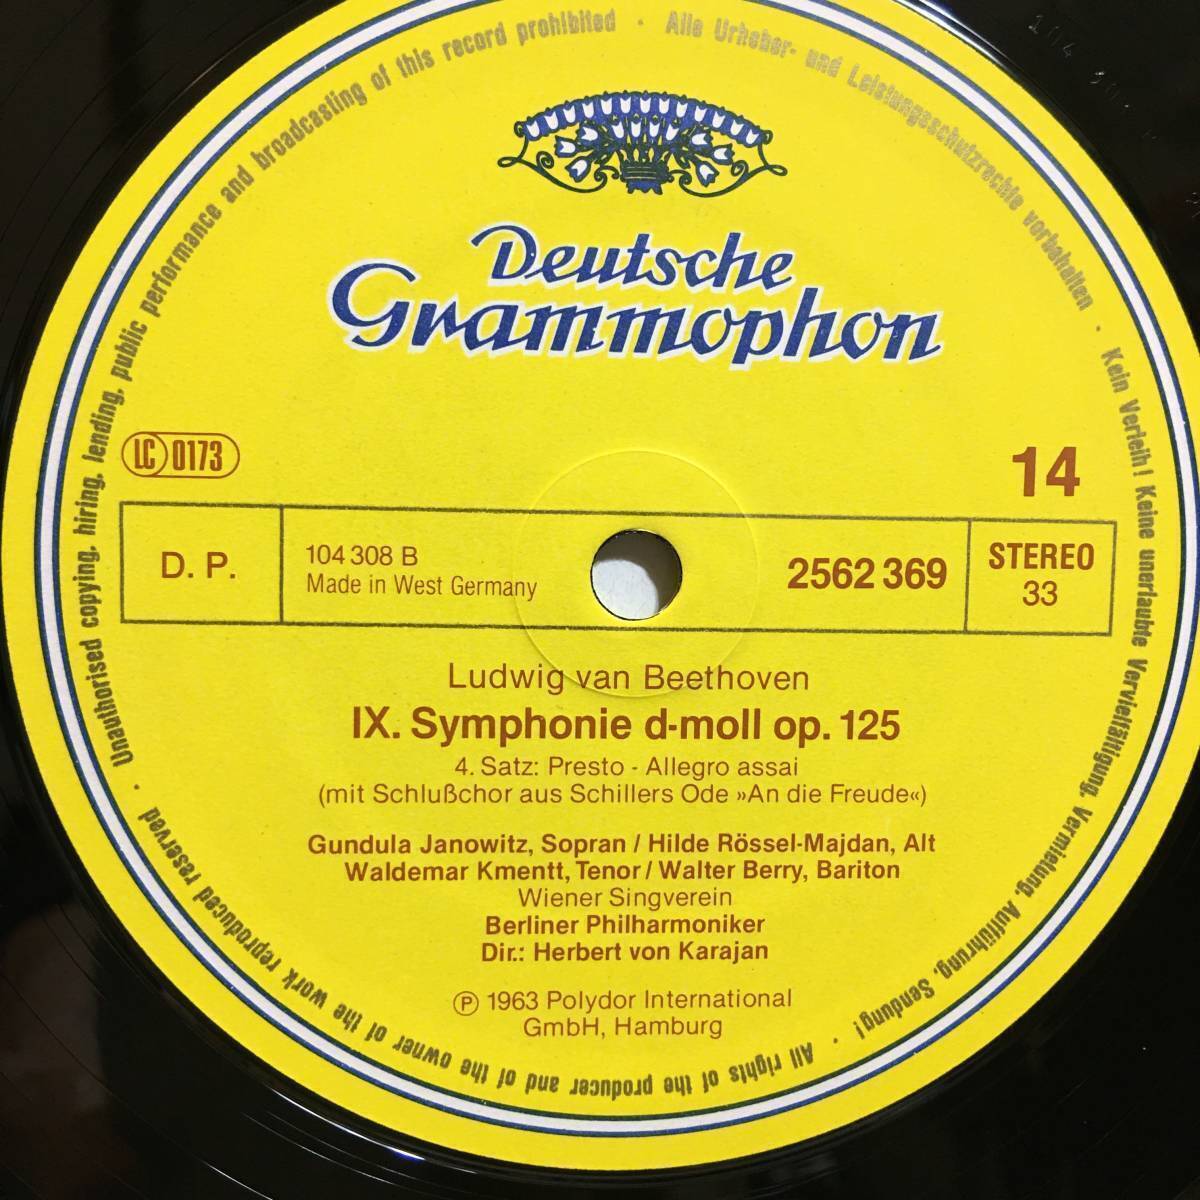 Deutsche
Grammophon
LC 0173
14
D. P.
104 308 B
Made in West Germany
2562 369
STEREO
33
Ludwig van Beethoven
IX. Symphonie d-moll op. 125
4. Satz: Presto - Allegro assai
(mit Schlußchor aus Schillers Ode »An die Freude«)
Gundula Janowitz, Sopran / Hilde Rössel-Majdan, Alt
Waldemar Kmentt, Tenor / Walter Berry, Bariton
Wiener Singverein
Berliner Philharmoniker
Dir.: Herbert von Karajan
Ⓟ 1963 Polydor International
GmbH, Hamburg
Alle Urheber- und Leistungsschutzrechte vorbehalten · Kein Verleih! Keine unerlaubte Vervielfältigung, Vermietung, Aufführung, Sendung! · All rights of the producer and of the owner of the work reproduced reserved · Unauthorised copying, hiring, lending, public performance and broadcasting of this record prohibited ·